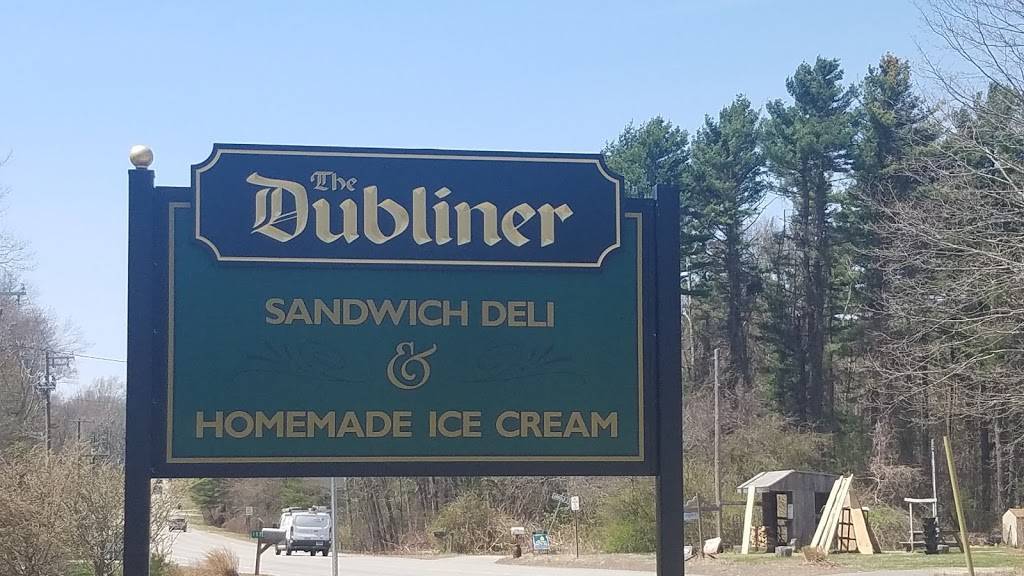 The
Dubliner
SANDWICH DELI
&
HOMEMADE ICE CREAM